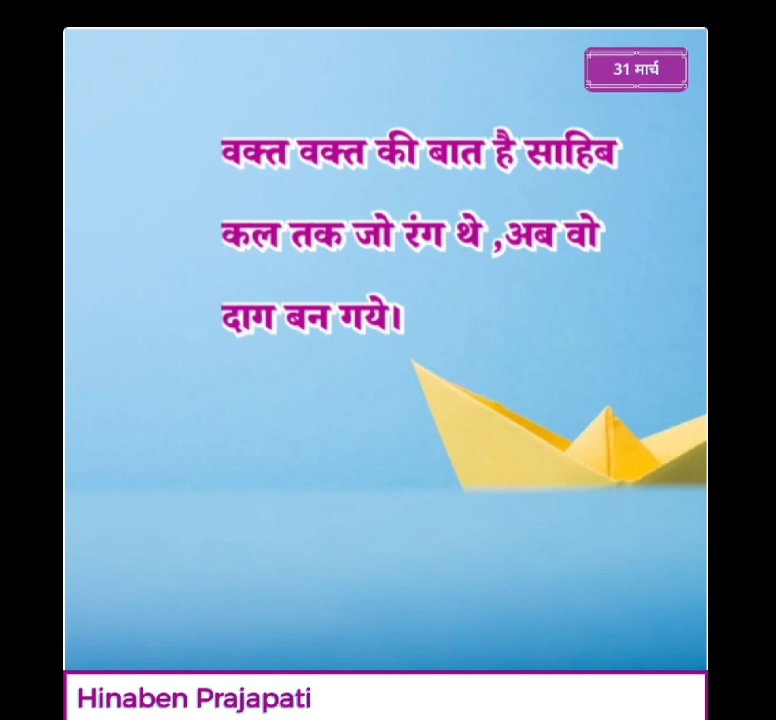 31 मार्च
वक्त वक्त की बात है साहिब
कल तक जो रंग थे ,अब वो
दाग बन गये।
Hinaben Prajapati